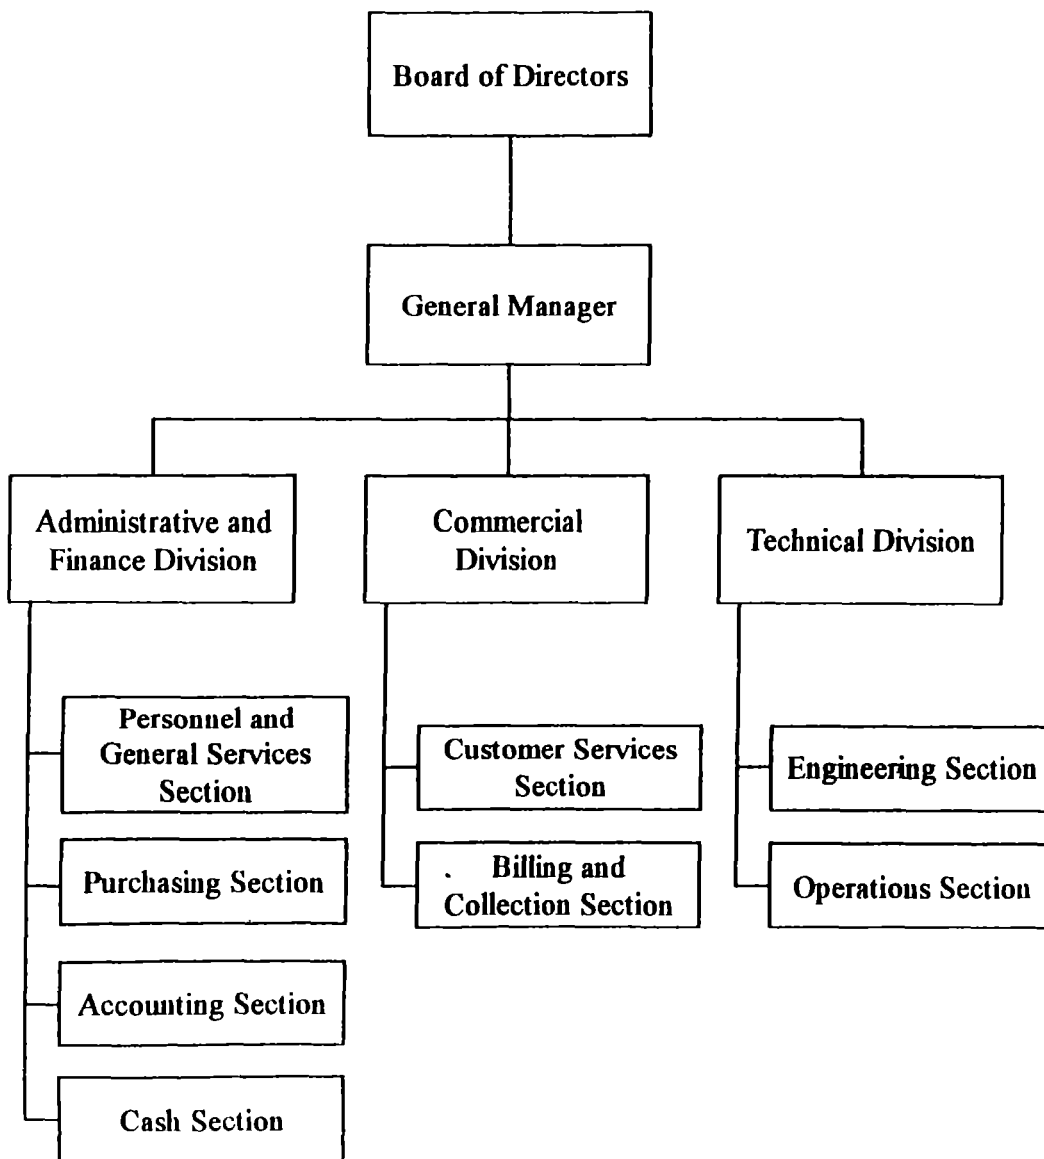 Board of Directors
General Manager
Administrative and
Finance Division
Commercial
Division
Technical Division
Personnel and
General Services
Section
Purchasing Section
Accounting Section
Cash Section
Customer Services
Section
Billing and
Collection Section
Engineering Section
Operations Section